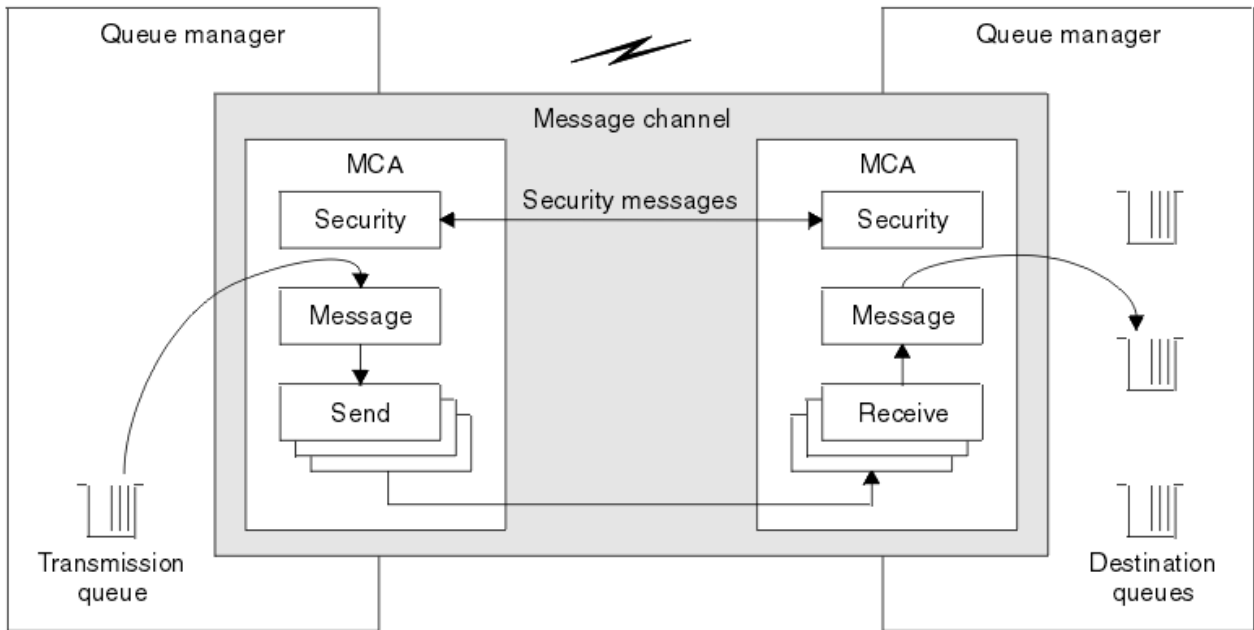 Queue manager
Queue manager
Message channel
MCA
MCA
Security
Security messages
Security
Message
Message
Send
Receive
Transmission
queue
Destination
queues